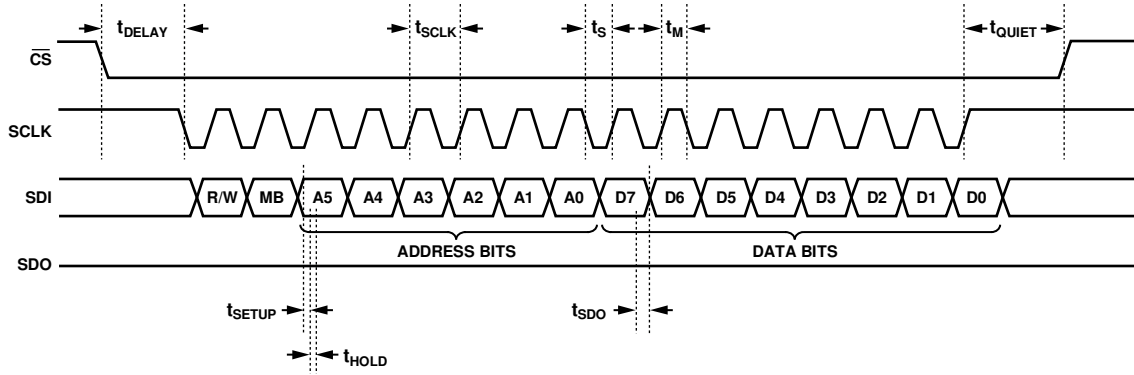 tDELAY
tSCLK
tS
tM
tQUIET
CS
SCLK
SDI
R/W
MB
A5
A4
A3
A2
A1
A0
D7
D6
D5
D4
D3
D2
D1
D0
ADDRESS BITS
DATA BITS
SDO
tSETUP
tSDO
tHOLD